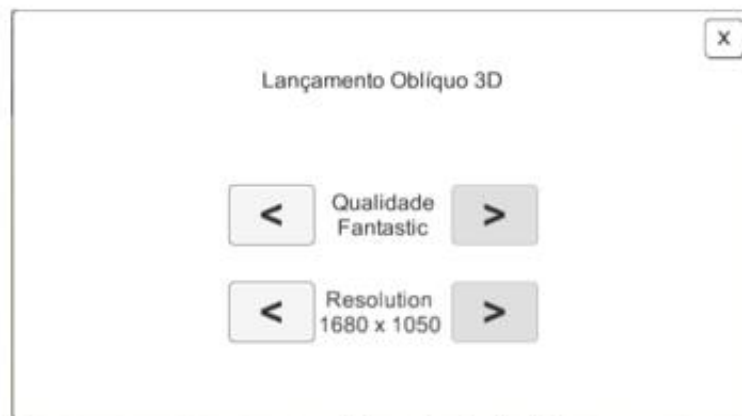 X
Lançamento Oblíquo 3D
< Qualidade >
Fantastic
< Resolution >
1680 x 1050